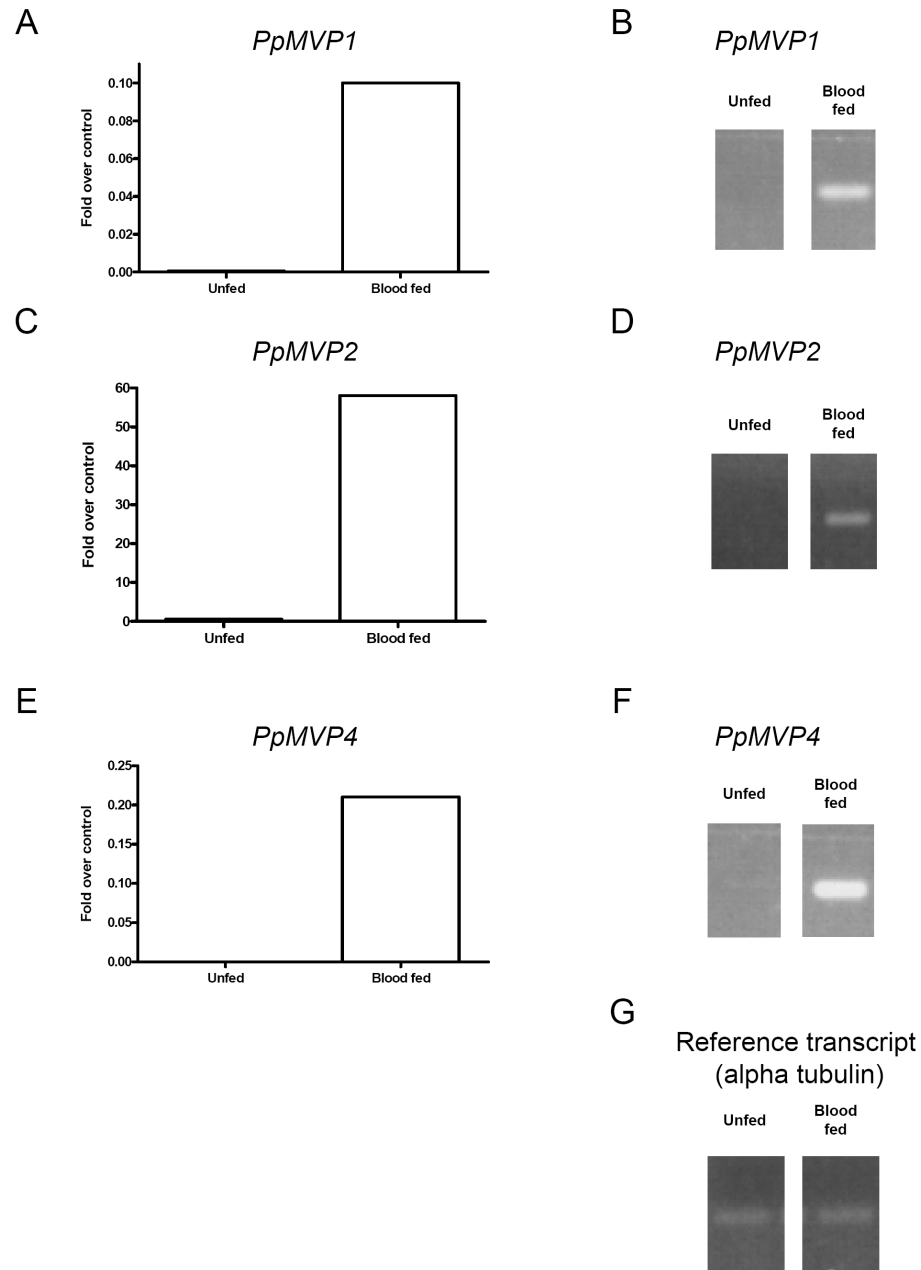 A
PpMVP1
Fold over control
0.10
0.08
0.06
0.04
0.02
0.00
Unfed
Blood fed
B
PpMVP1
Unfed
Blood
fed
C
PpMVP2
Fold over control
60
50
40
30
20
10
0
Unfed
Blood fed
D
PpMVP2
Unfed
Blood
fed
E
PpMVP4
Fold over control
0.25
0.20
0.15
0.10
0.05
0.00
Unfed
Blood fed
F
PpMVP4
Unfed
Blood
fed
G
Reference transcript
(alpha tubulin)
Unfed
Blood
fed